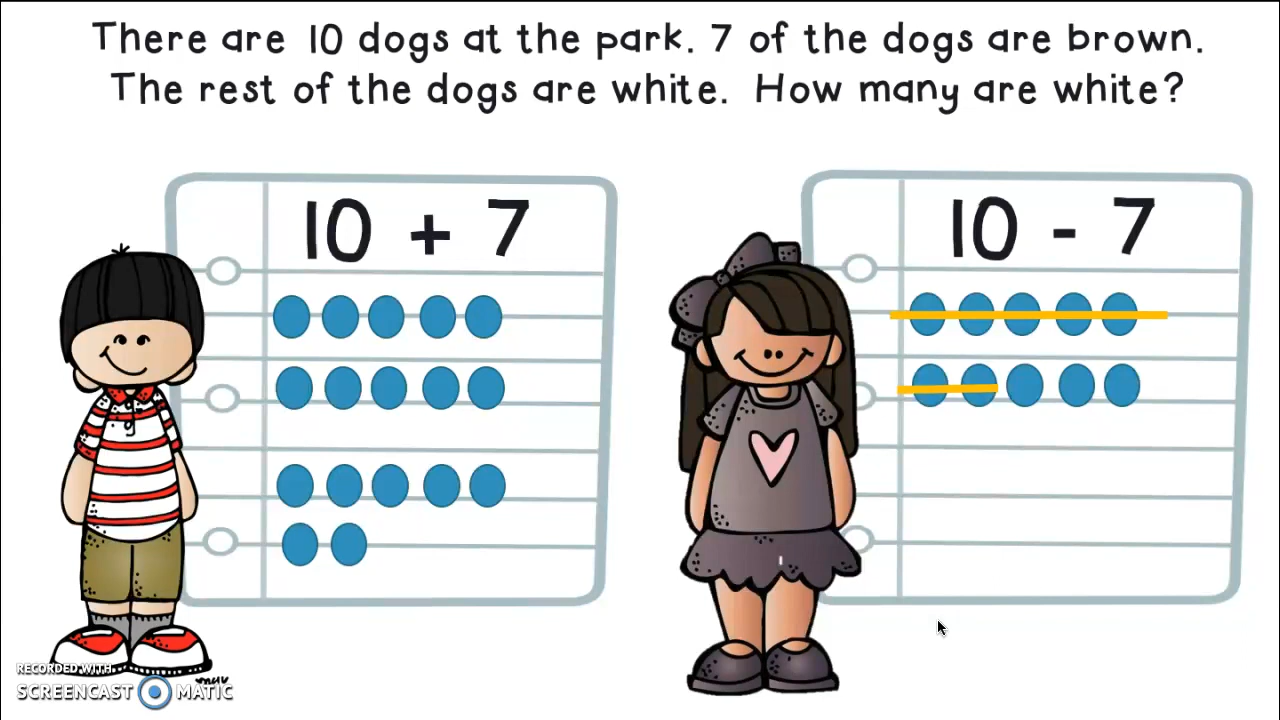 There are 10 dogs at the park. 7 of the dogs are brown.
The rest of the dogs are white. How many are white?
10 + 7
10 - 7
RECORDED WITH
SCREENCAST MATIC